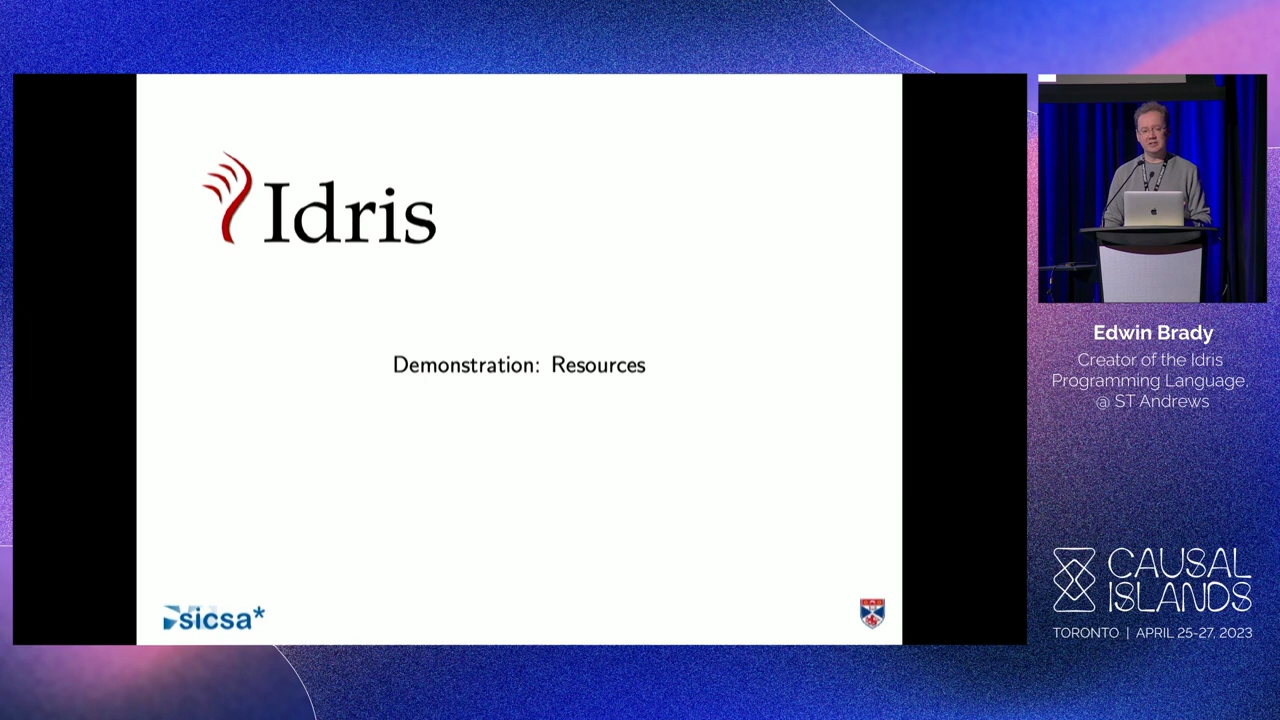 Idris
Demonstration: Resources
sicsa*
Edwin Brady
Creator of the Idris
Programming Language,
@ ST Andrews
CAUSAL
ISLANDS
TORONTO | APRIL 25-27, 2023